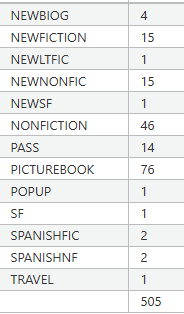 NEWBIOG 4
NEWFICTION 15
NEWLTFIC 1
NEWNONFIC 15
NEWSF 1
NONFICTION 46
PASS 14
PICTUREBOOK 76
POPUP 1
SF 1
SPANISHFIC 2
SPANISHNF 2
TRAVEL 1
505